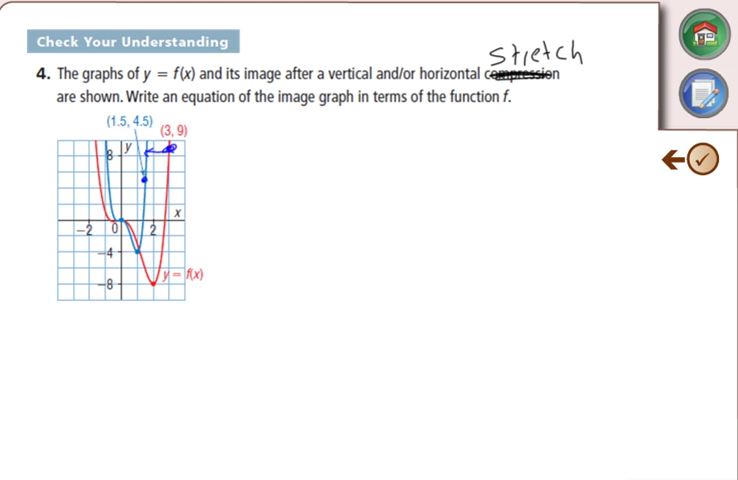 Check Your Understanding
stretch
4. The graphs of y = f(x) and its image after a vertical and/or horizontal compression
are shown. Write an equation of the image graph in terms of the function f.
(1.5, 4.5)
(3, 9)
8
y
x
−2
0
2
−4
−8
y = f(x)